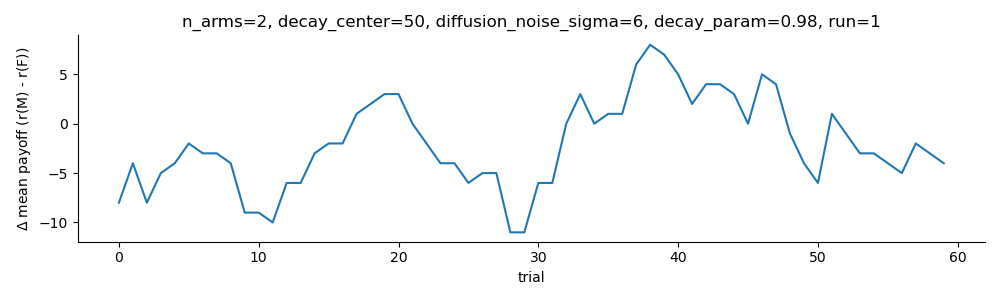 n_arms=2, decay_center=50, diffusion_noise_sigma=6, decay_param=0.98, run=1
Δ mean payoff (r(M) - r(F))
5
0
−5
−10
0 10 20 30 40 50 60
trial